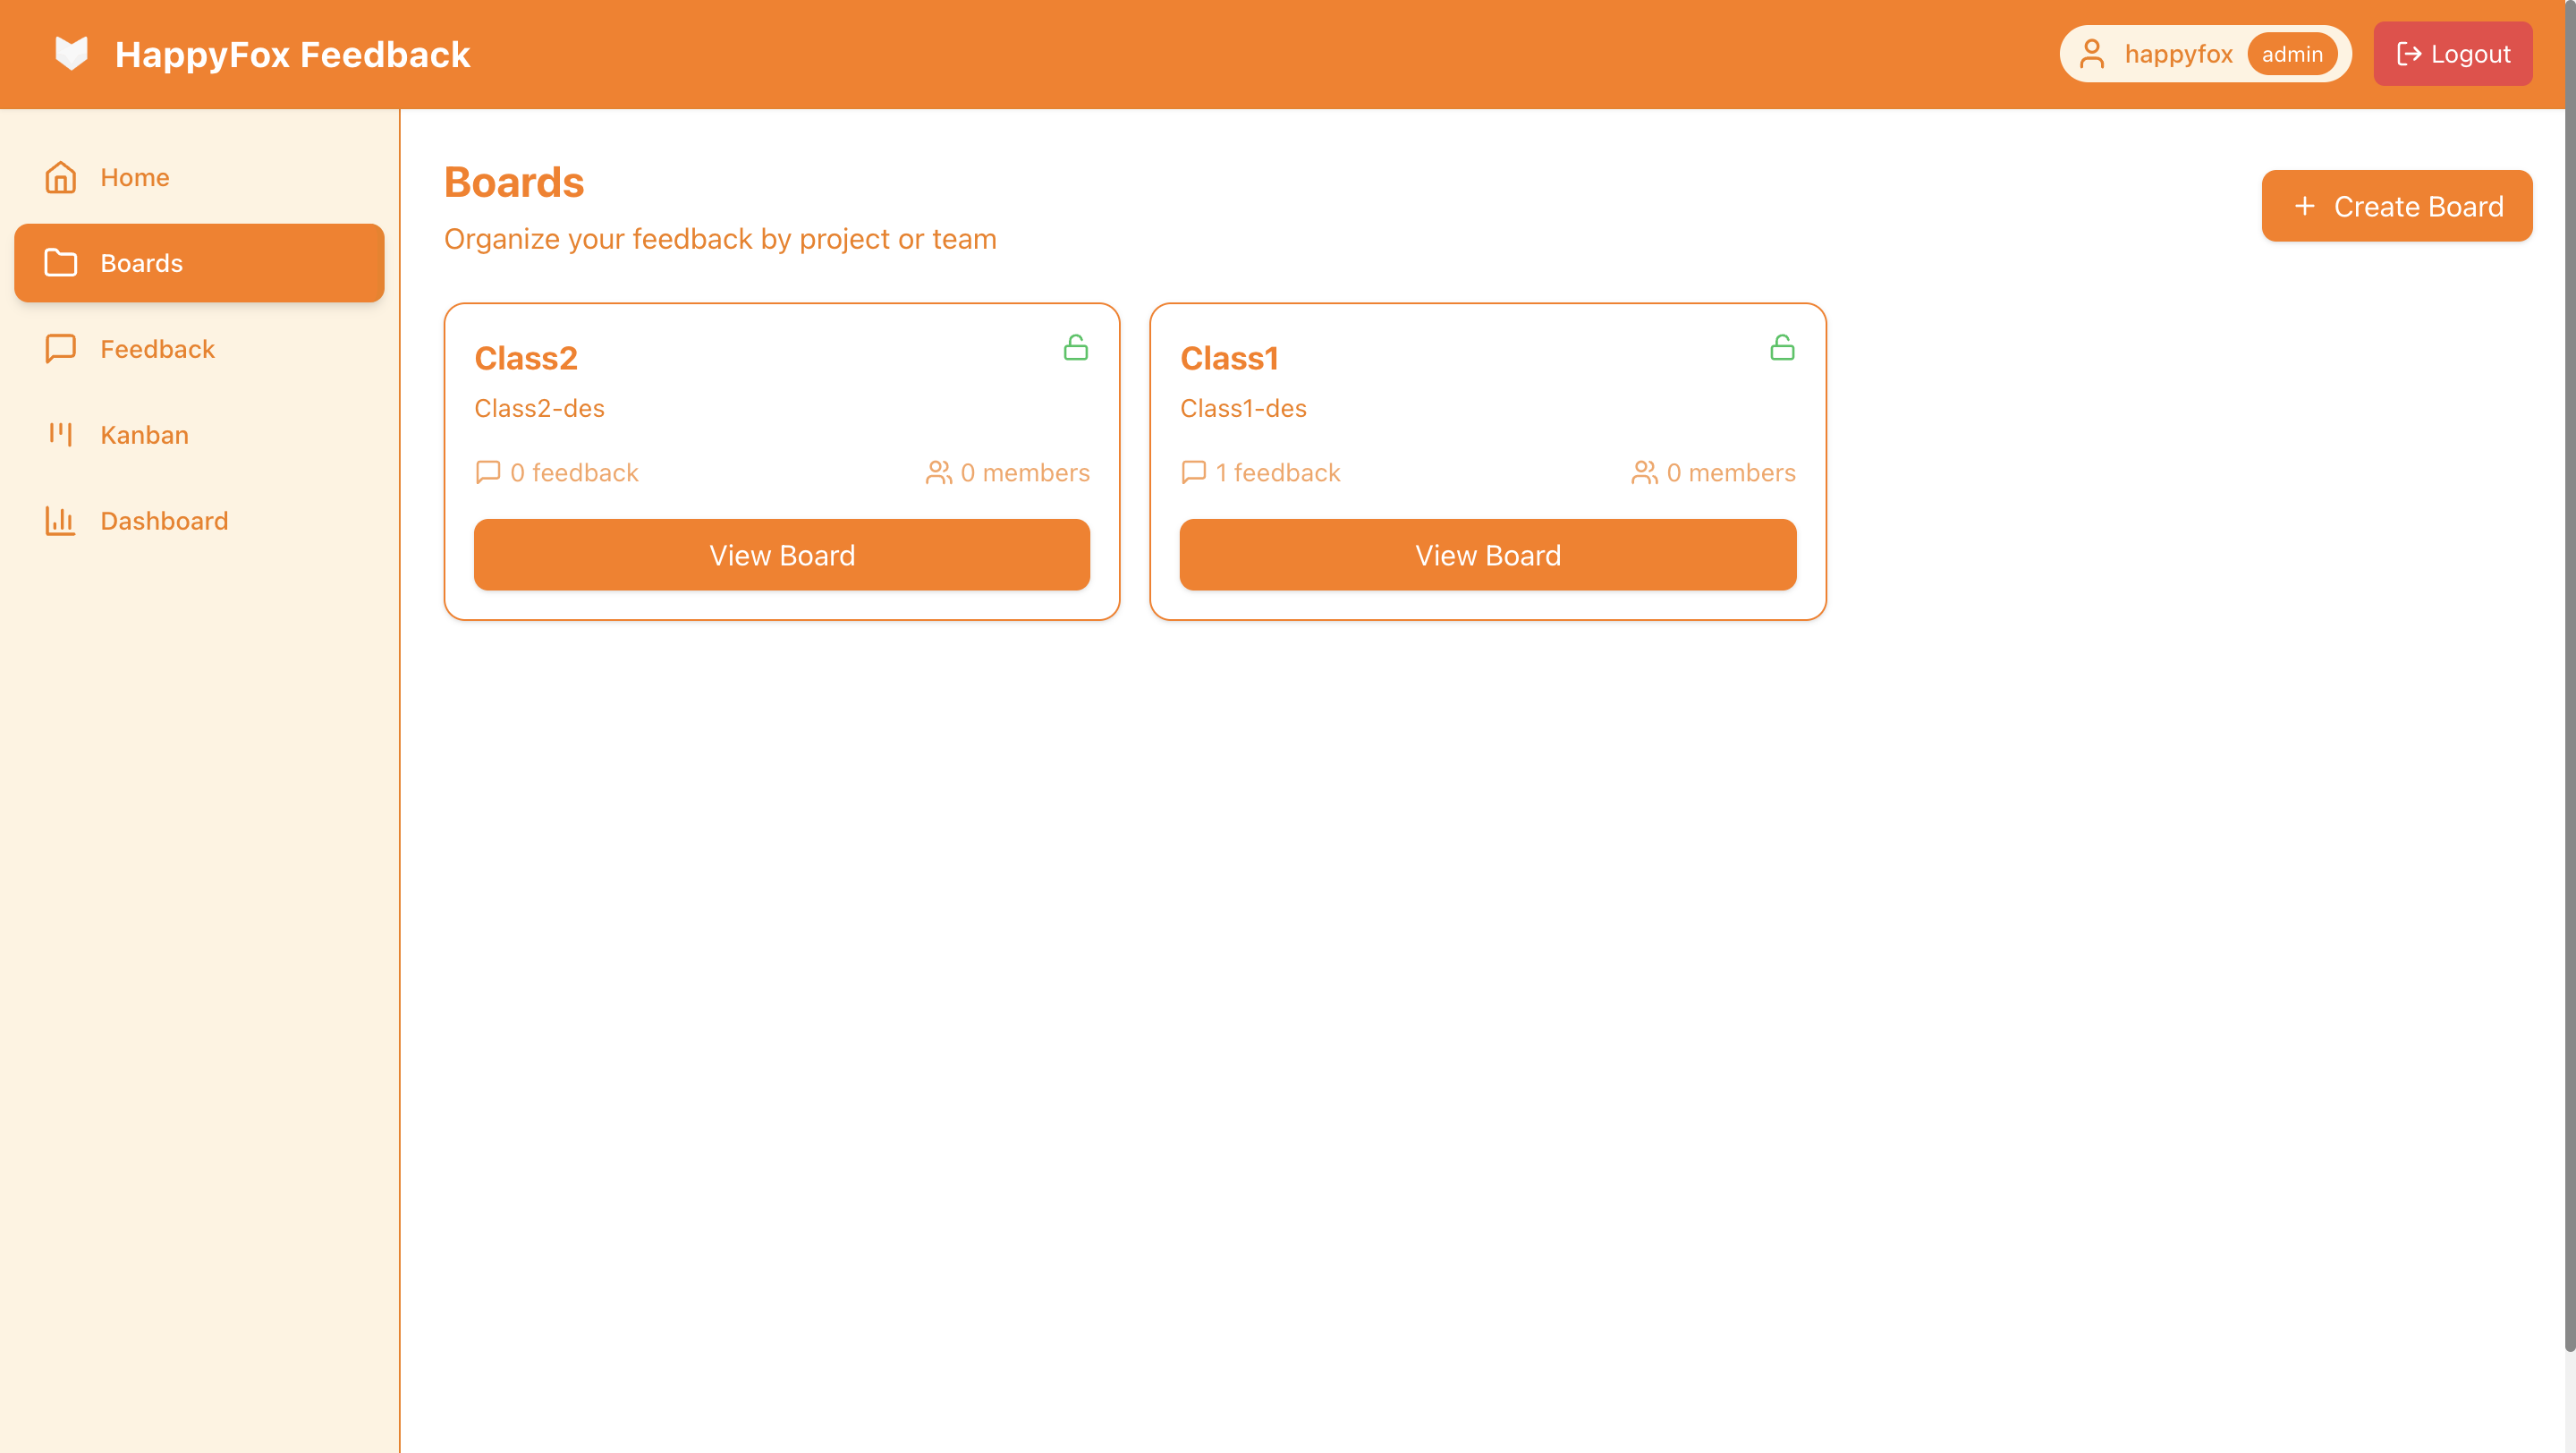 HappyFox Feedback
happyfox admin
Logout
Home
Boards
Feedback
Kanban
Dashboard
Boards
Organize your feedback by project or team
+ Create Board
Class2
Class2-des
0 feedback 0 members
View Board
Class1
Class1-des
1 feedback 0 members
View Board